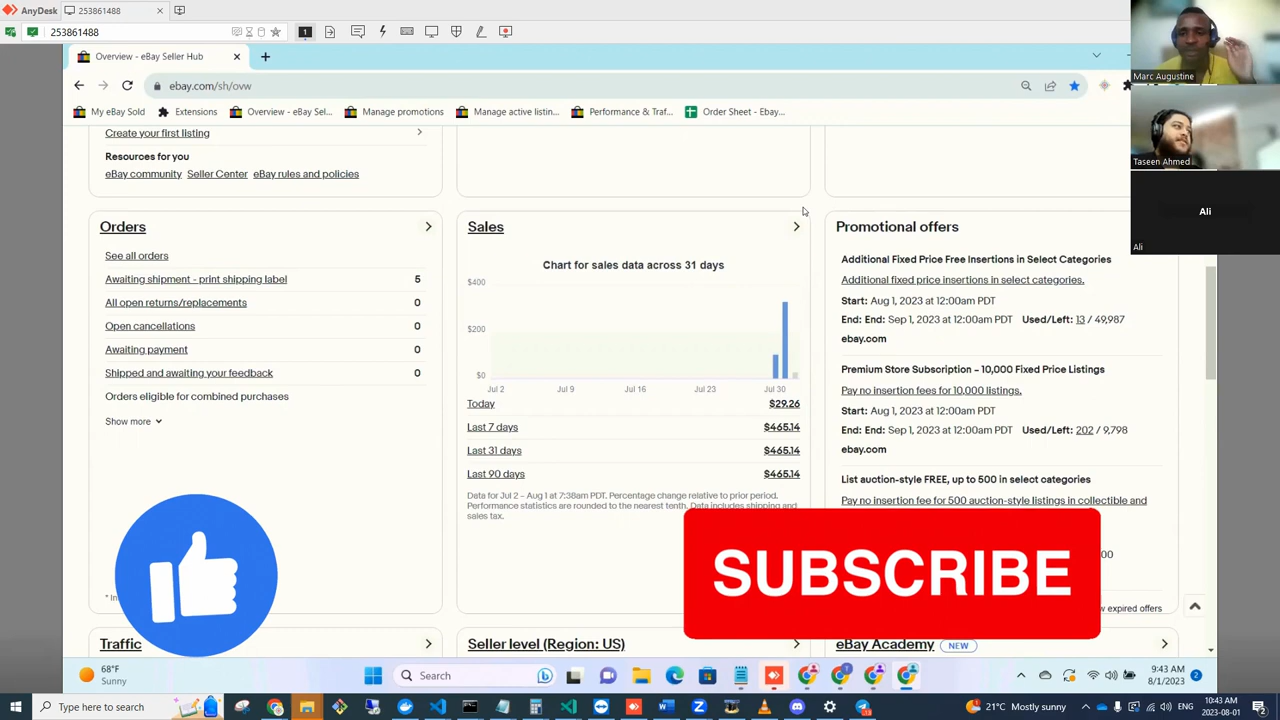 AnyDesk
253861488
253861488
1
Overview - eBay Seller Hub
ebay.com/sh/ovw
My eBay Sold
Extensions
Overview - eBay Sel...
Manage promotions
Manage active listin...
Performance & Traf...
Order Sheet - Ebay...
Marc Augustine
Taseen Ahmed
Ali
Ali
Create your first listing
Resources for you
eBay community Seller Center eBay rules and policies
Orders
See all orders
Awaiting shipment - print shipping label 5
All open returns/replacements 0
Open cancellations 0
Awaiting payment 0
Shipped and awaiting your feedback 0
Orders eligible for combined purchases
Show more
Sales
Chart for sales data across 31 days
$400
$200
$0
Jul 2 Jul 9 Jul 16 Jul 23 Jul 30
Today $29.26
Last 7 days $465.14
Last 31 days $465.14
Last 90 days $465.14
Data for Jul 2 – Aug 1 at 7:38am PDT. Percentage change relative to prior period.
Performance statistics are rounded to the nearest tenth. Data includes shipping and
sales tax.
Promotional offers
Additional Fixed Price Free Insertions in Select Categories
Additional fixed price insertions in select categories.
Start: Aug 1, 2023 at 12:00am PDT
End: End: Sep 1, 2023 at 12:00am PDT Used/Left: 13 / 49,987
ebay.com
Premium Store Subscription – 10,000 Fixed Price Listings
Pay no insertion fees for 10,000 listings.
Start: Aug 1, 2023 at 12:00am PDT
End: End: Sep 1, 2023 at 12:00am PDT Used/Left: 202 / 9,798
ebay.com
List auction-style FREE, up to 500 in select categories
Pay no insertion fee for 500 auction-style listings in collectible and
expired offers
SUBSCRIBE
Traffic
Seller level (Region: US)
eBay Academy NEW
68°F
Sunny
Search
9:43 AM
8/1/2023
2
Type here to search
21°C Mostly sunny
10:43 AM
2023-08-01